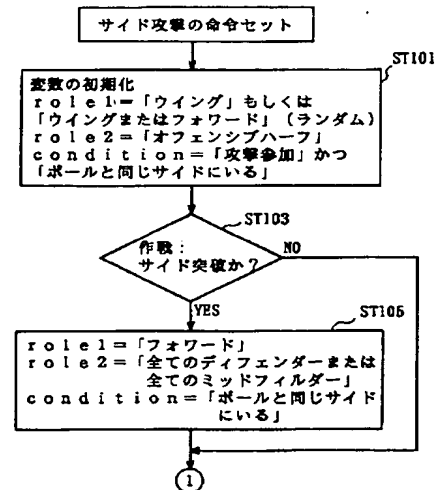 サイド攻撃の命令セット
ST101
変数の初期化
role1=「ウイング」もしくは
「ウイングまたはフォワード」(ランダム)
role2=「オフェンシブハーフ」
condition=「攻撃参加」かつ
「ボールと同じサイドにいる」
ST103
作戦:
サイド突破か?
NO
YES
ST105
role1=「フォワード」
role2=「全てのディフェンダーまたは
全てのミッドフィルダー」
condition=「ボールと同じサイド
にいる」
1